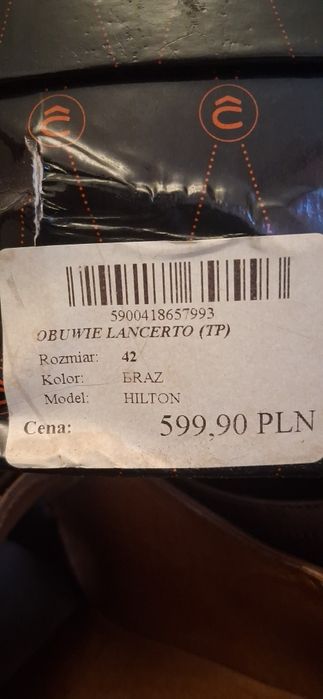 5900418657993
OBUWIE LANCERTO (TP)
Rozmiar: 42
Kolor: BRAZ
Model: HILTON
Cena: 599,90 PLN